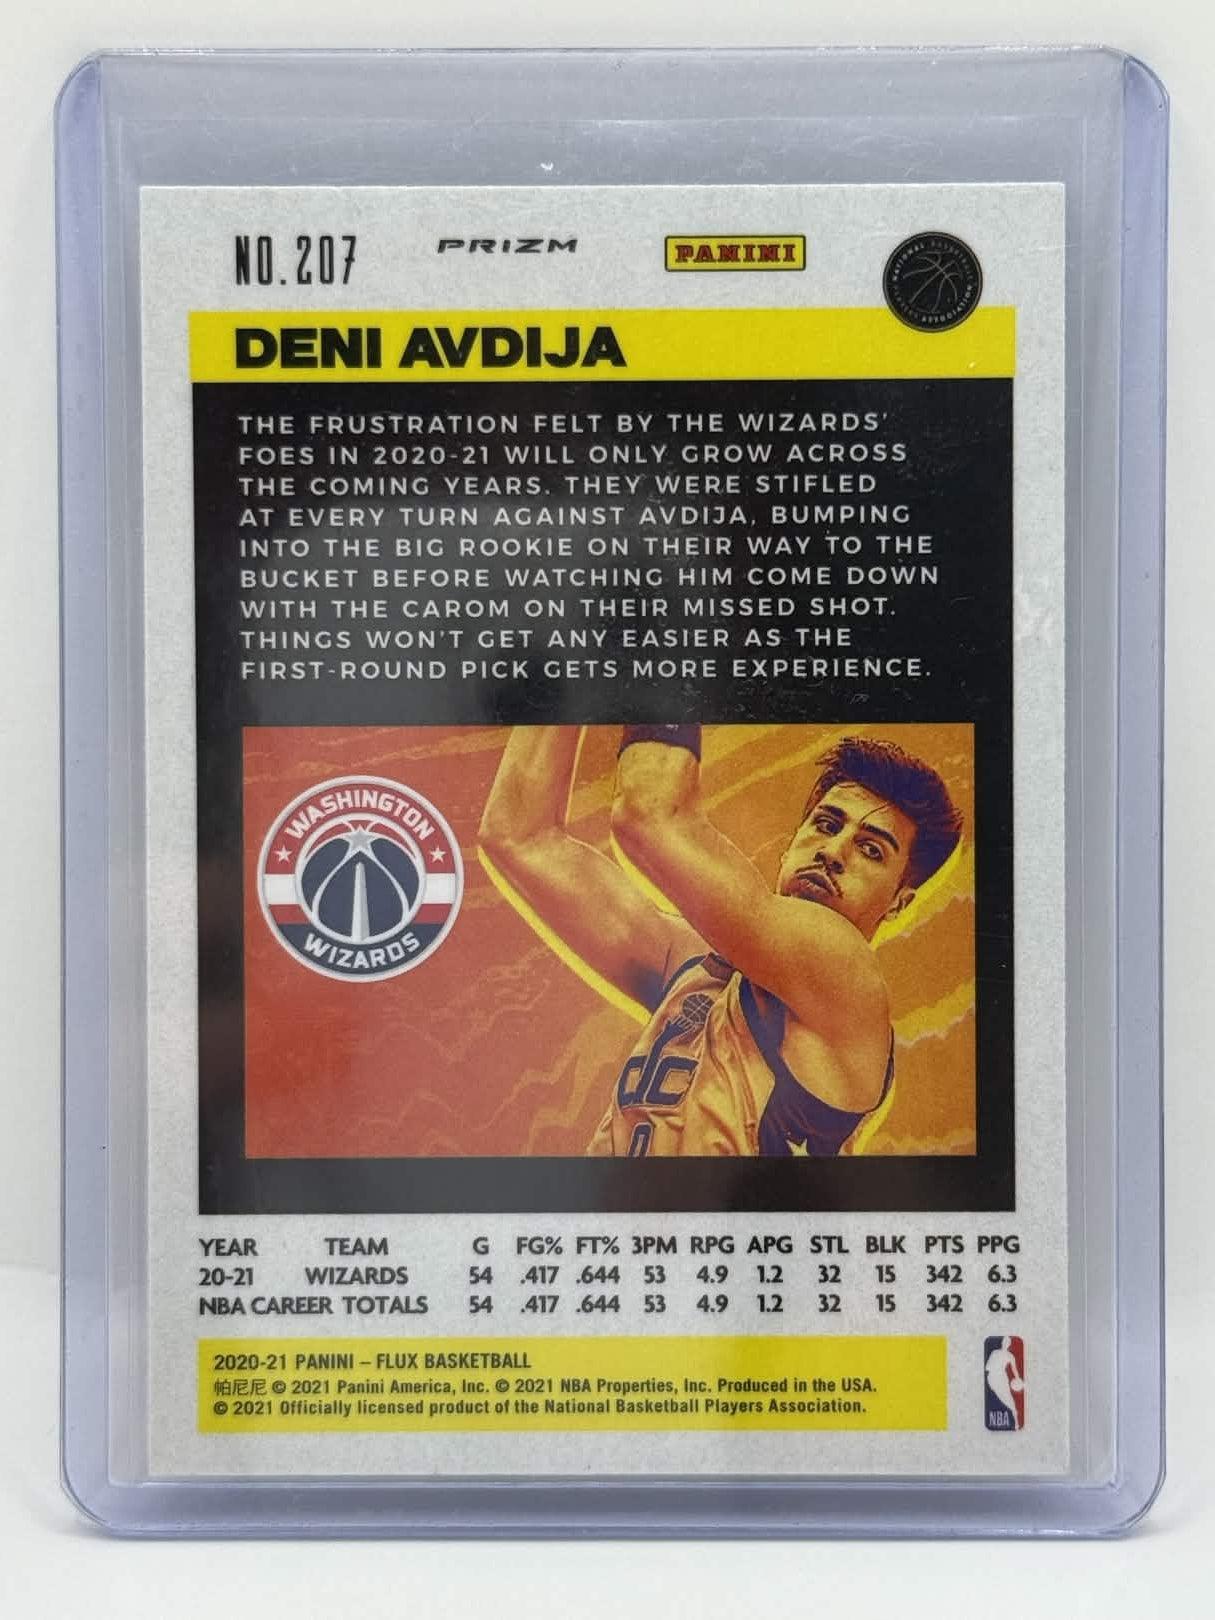 NO.207
PRIZM
PANINI
NATIONAL BASKETBALL
PLAYERS ASSOCIATION
DENI AVDIJA
THE FRUSTRATION FELT BY THE WIZARDS'
FOES IN 2020-21 WILL ONLY GROW ACROSS
THE COMING YEARS. THEY WERE STIFLED
AT EVERY TURN AGAINST AVDIJA, BUMPING
INTO THE BIG ROOKIE ON THEIR WAY TO THE
BUCKET BEFORE WATCHING HIM COME DOWN
WITH THE CAROM ON THEIR MISSED SHOT.
THINGS WON'T GET ANY EASIER AS THE
FIRST-ROUND PICK GETS MORE EXPERIENCE.
WASHINGTON
WIZARDS
dc
YEAR TEAM G FG% FT% 3PM RPG APG STL BLK PTS PPG
20-21 WIZARDS 54 .417 .644 53 4.9 1.2 32 15 342 6.3
NBA CAREER TOTALS 54 .417 .644 53 4.9 1.2 32 15 342 6.3
2020-21 PANINI – FLUX BASKETBALL
帕尼尼 © 2021 Panini America, Inc. © 2021 NBA Properties, Inc. Produced in the USA.
© 2021 Officially licensed product of the National Basketball Players Association.
NBA